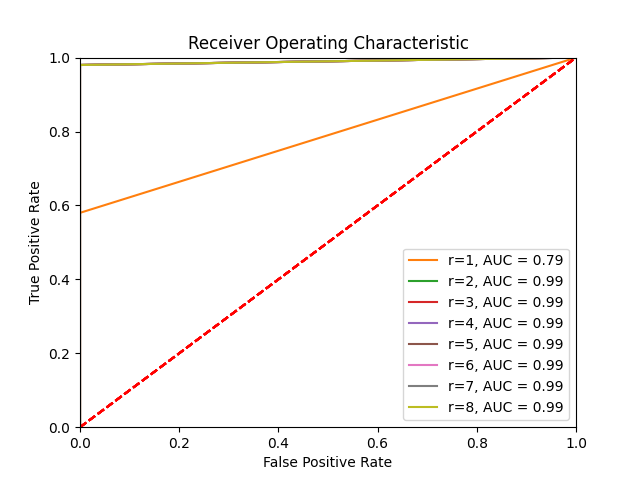 Receiver Operating Characteristic
True Positive Rate
1.0
0.8
0.6
0.4
0.2
0.0
r=1, AUC = 0.79
r=2, AUC = 0.99
r=3, AUC = 0.99
r=4, AUC = 0.99
r=5, AUC = 0.99
r=6, AUC = 0.99
r=7, AUC = 0.99
r=8, AUC = 0.99
0.0 0.2 0.4 0.6 0.8 1.0
False Positive Rate